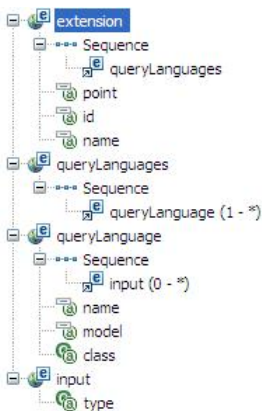 extension
Sequence
queryLanguages
point
id
name
queryLanguages
Sequence
queryLanguage (1 - *)
queryLanguage
Sequence
input (0 - *)
name
model
class
input
type